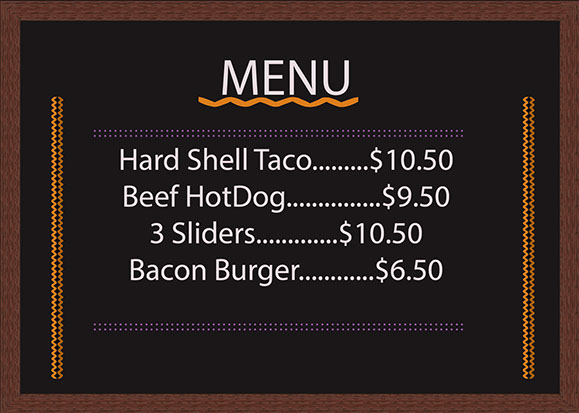 MENU
Hard Shell Taco.........$10.50
Beef HotDog...............$9.50
3 Sliders.............$10.50
Bacon Burger............$6.50